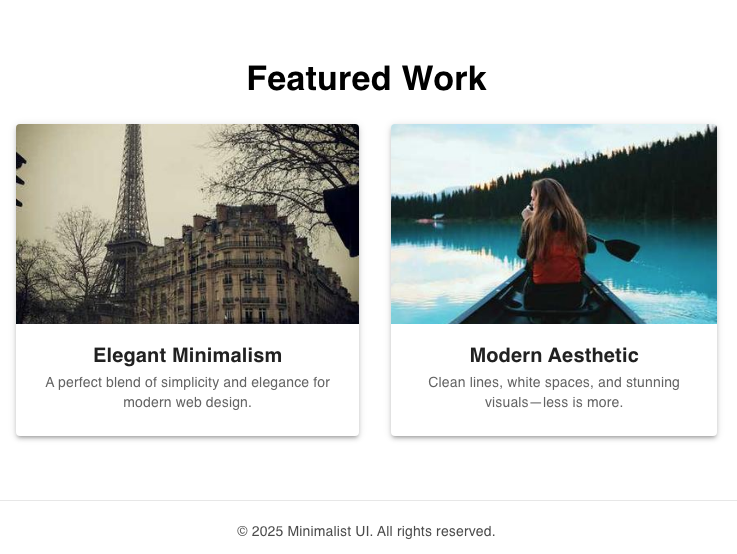 Featured Work
Elegant Minimalism
A perfect blend of simplicity and elegance for
modern web design.
Modern Aesthetic
Clean lines, white spaces, and stunning
visuals—less is more.
© 2025 Minimalist UI. All rights reserved.